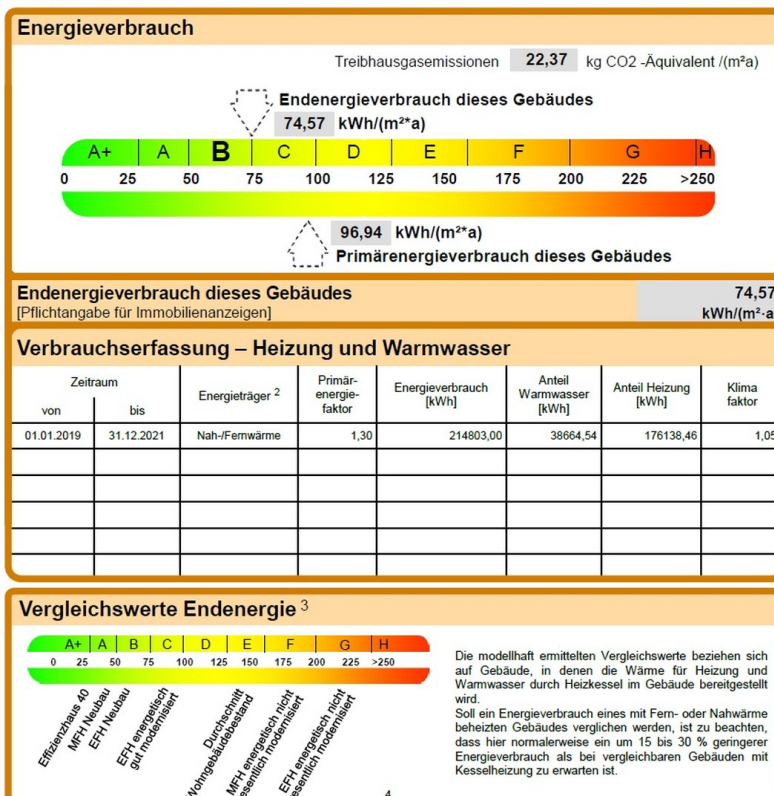 Energieverbrauch
Treibhausgasemissionen 22,37 kg CO2 -Äquivalent /(m²a)
Endenergieverbrauch dieses Gebäudes
74,57 kWh/(m²*a)
A+ A B C D E F G H
0 25 50 75 100 125 150 175 200 225 >250
96,94 kWh/(m²*a)
Primärenergieverbrauch dieses Gebäudes
Endenergieverbrauch dieses Gebäudes 74,57
[Pflichtangabe für Immobilienanzeigen] kWh/(m²·a
Verbrauchserfassung – Heizung und Warmwasser
Zeitraum
von bis
Energieträger 2
Primär-
energie-
faktor
Energieverbrauch
[kWh]
Anteil
Warmwasser
[kWh]
Anteil Heizung
[kWh]
Klima
faktor
01.01.2019 31.12.2021 Nah-/Fernwärme 1,30 214803,00 38664,54 176138,46 1,05
Vergleichswerte Endenergie 3
A+ A B C D E F G H
0 25 50 75 100 125 150 175 200 225 >250
Effizienzhaus 40
MFH Neubau
EFH Neubau
EFH energetisch
gut modernisiert
Durchschnitt
Wohngebäudebestand
MFH energetisch nicht
esentlich modernisiert
EFH energetisch nicht
esentlich modernisiert
4
Die modellhaft ermittelten Vergleichswerte beziehen sich
auf Gebäude, in denen die Wärme für Heizung und
Warmwasser durch Heizkessel im Gebäude bereitgestellt
wird.
Soll ein Energieverbrauch eines mit Fern- oder Nahwärme
beheizten Gebäudes verglichen werden, ist zu beachten,
dass hier normalerweise ein um 15 bis 30 % geringerer
Energieverbrauch als bei vergleichbaren Gebäuden mit
Kesselheizung zu erwarten ist.